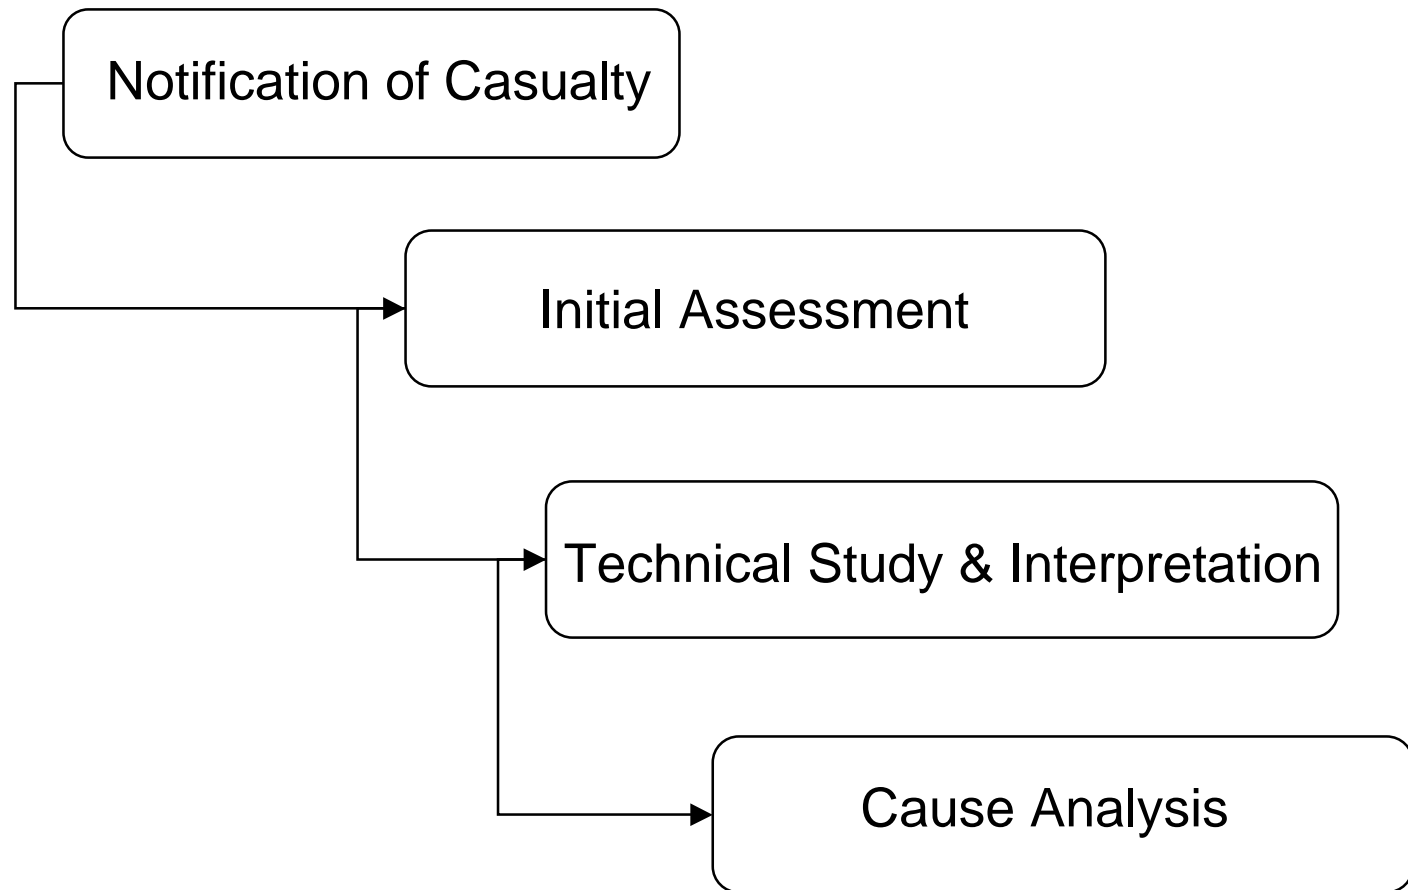 Notification of Casualty
Initial Assessment
Technical Study & Interpretation
Cause Analysis